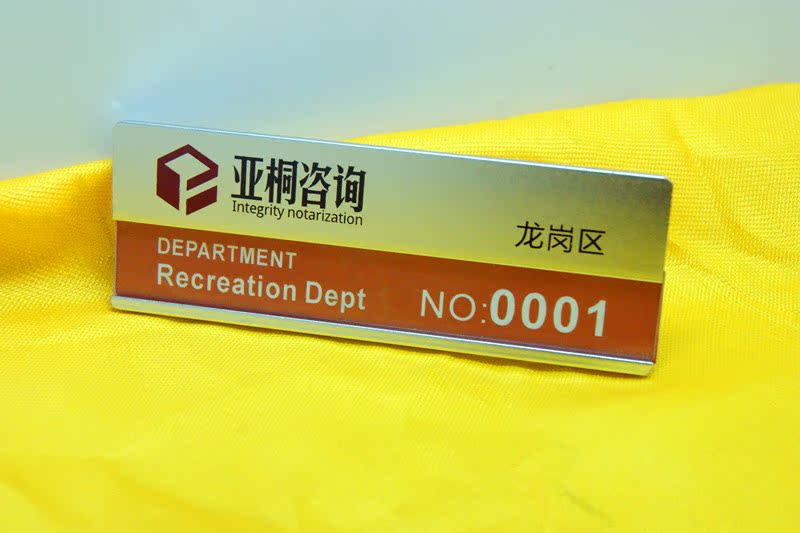 亚桐咨询
Integrity notarization
龙岗区
DEPARTMENT
Recreation Dept
NO:0001